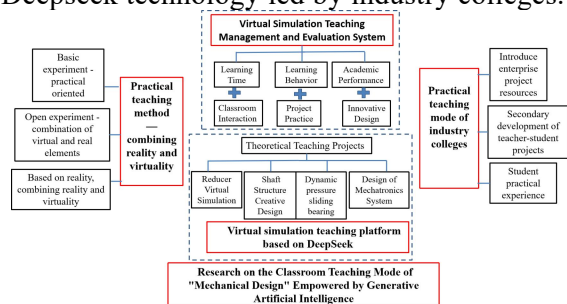 Deepseek technology led by industry colleges.
Virtual Simulation Teaching
Management and Evaluation System
Learning
Time
Learning
Behavior
Academic
Performance
Classroom
Interaction
Project
Practice
Innovative
Design
Basic
experiment -
practical
oriented
Open experiment -
combination of
virtual and real
elements
Based on reality,
combining reality and
virtuality
Practical
teaching
method
—
combining
reality and
virtuality
Theoretical Teaching Projects
Reducer
Virtual
Simulation
Shaft
Structure
Creative
Design
Dynamic
pressure
sliding
bearing
Design of
Mechatronics
System
Virtual simulation teaching platform
based on DeepSeek
Practical
teaching
mode of
industry
colleges
Introduce
enterprise
project
resources
Secondary
development of
teacher-student
projects
Student
practical
experience
Research on the Classroom Teaching Mode of
"Mechanical Design" Empowered by Generative
Artificial Intelligence